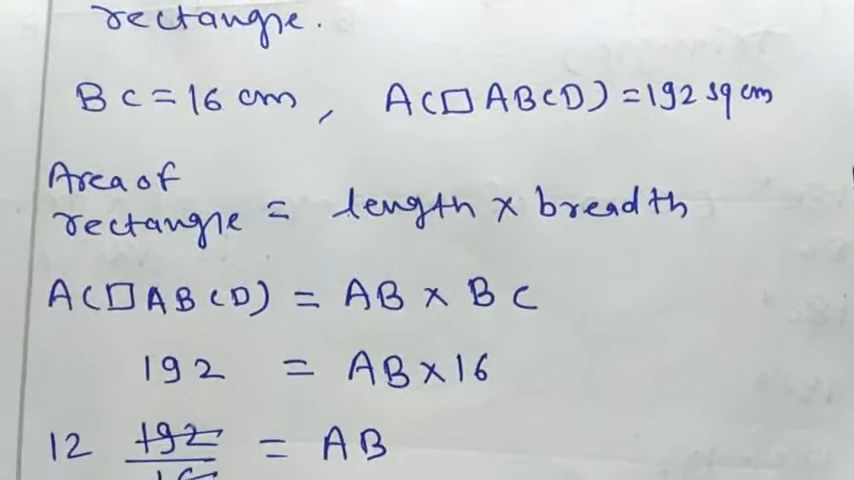 rectangle.
BC = 16 cm, A(□ABCD) = 192 sq cm
Area of
rectangle = length × breadth
A(□ABCD) = AB × BC
192 = AB × 16
12 192 = AB
16